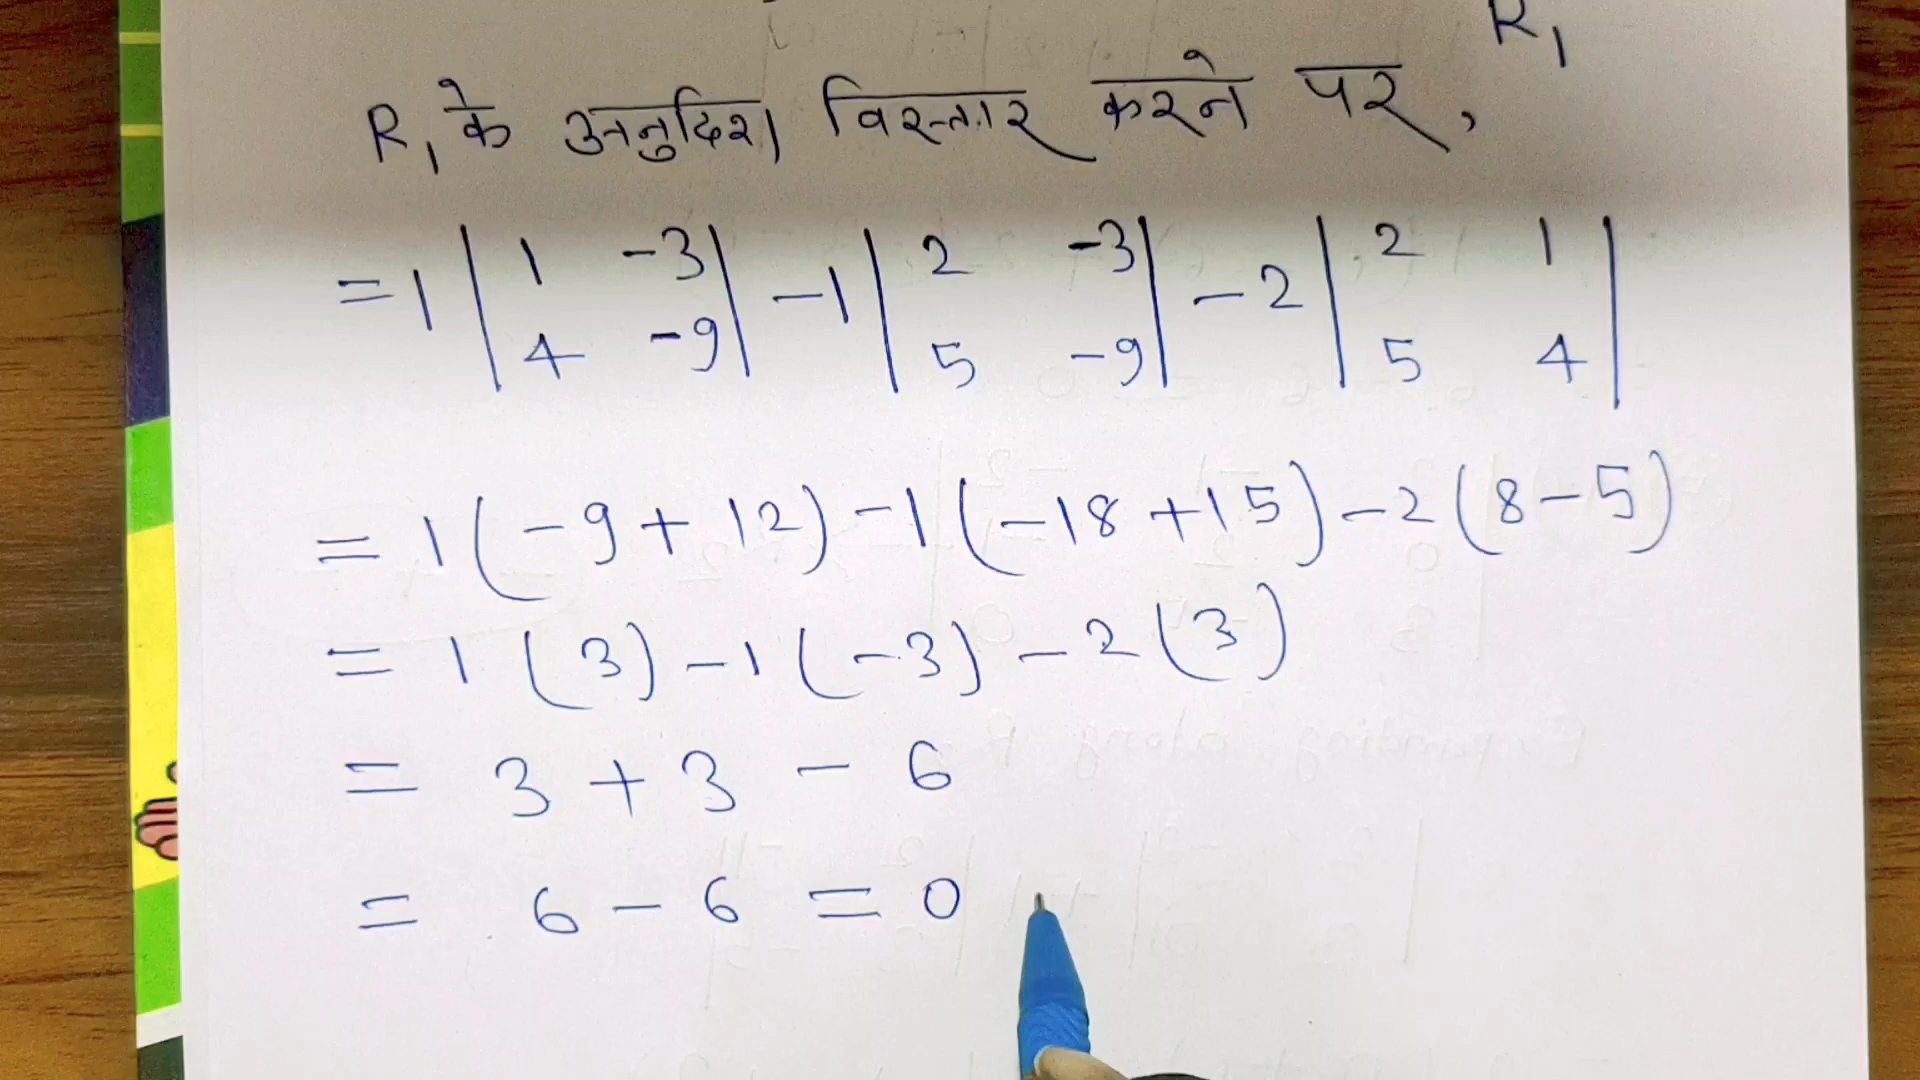 R₁
R₁ के अनुदिश विस्तार करने पर,
= 1 | 1 -3 | - 1 | 2 -3 | - 2 | 2 1 |
| 4 -9 | | 5 -9 | | 5 4 |
= 1 ( -9 + 12 ) - 1 ( -18 + 15 ) - 2 ( 8 - 5 )
= 1 ( 3 ) - 1 ( -3 ) - 2 ( 3 )
= 3 + 3 - 6
= 6 - 6 = 0